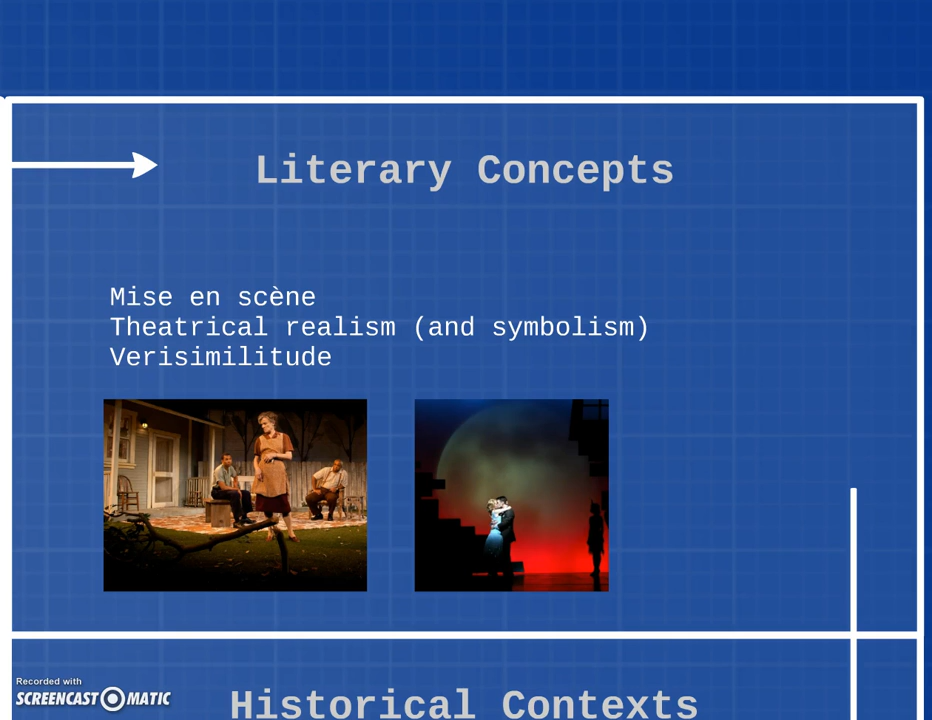 Literary Concepts
Mise en scène
Theatrical realism (and symbolism)
Verisimilitude
Recorded with
SCREENCAST-O-MATIC
Historical Contexts